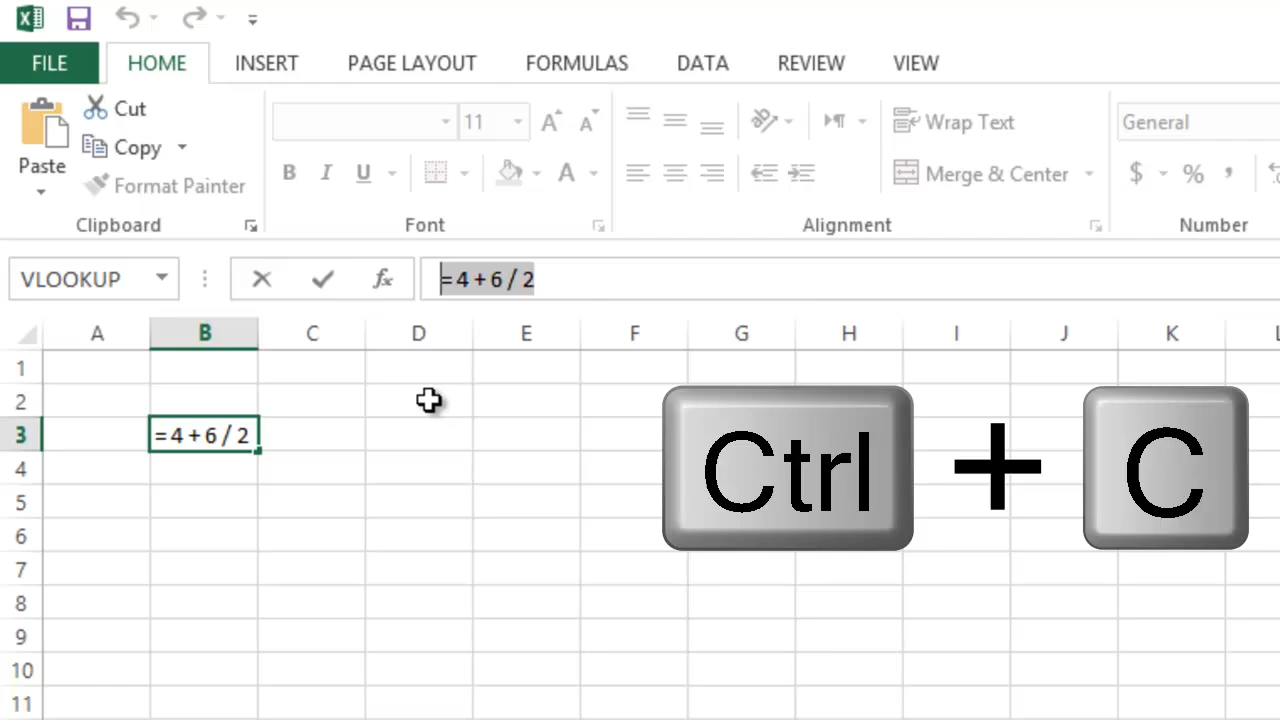 FILE HOME INSERT PAGE LAYOUT FORMULAS DATA REVIEW VIEW
Paste
Cut
Copy
Format Painter
Clipboard
11 A A
B I U A
Font
Wrap Text
Merge & Center
Alignment
General
$ % ,
Number
VLOOKUP fx =4+6/2
A B C D E F G H I J K L
1
2
3 =4+6/2
4
5
6
7
8
9
10
11
Ctrl + C